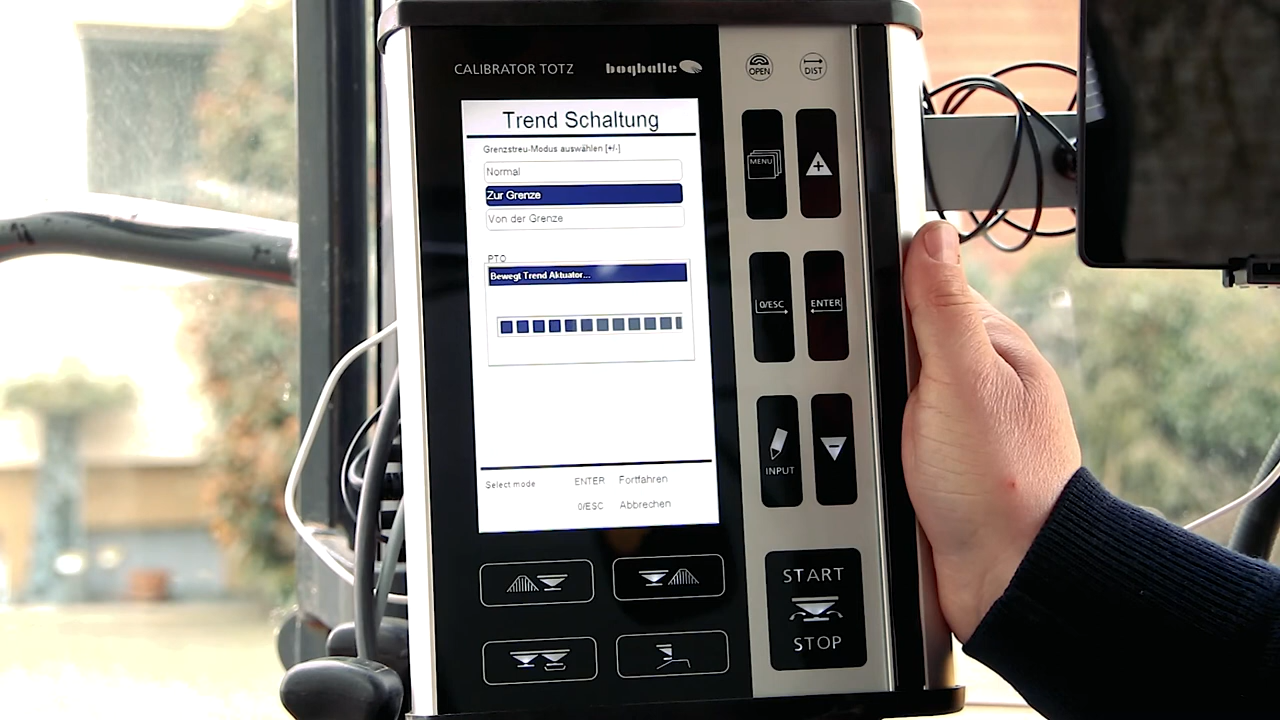 CALIBRATOR TOTZ bogballe
OPEN DIST
Trend Schaltung
Grenzstreu-Modus auswählen [+/-]
Normal
Zur Grenze
Von der Grenze
PTO
Bewegt Trend Aktuator...
Select mode ENTER Fortfahren
0/ESC Abbrechen
MENU +
0/ESC ENTER
INPUT
START
STOP